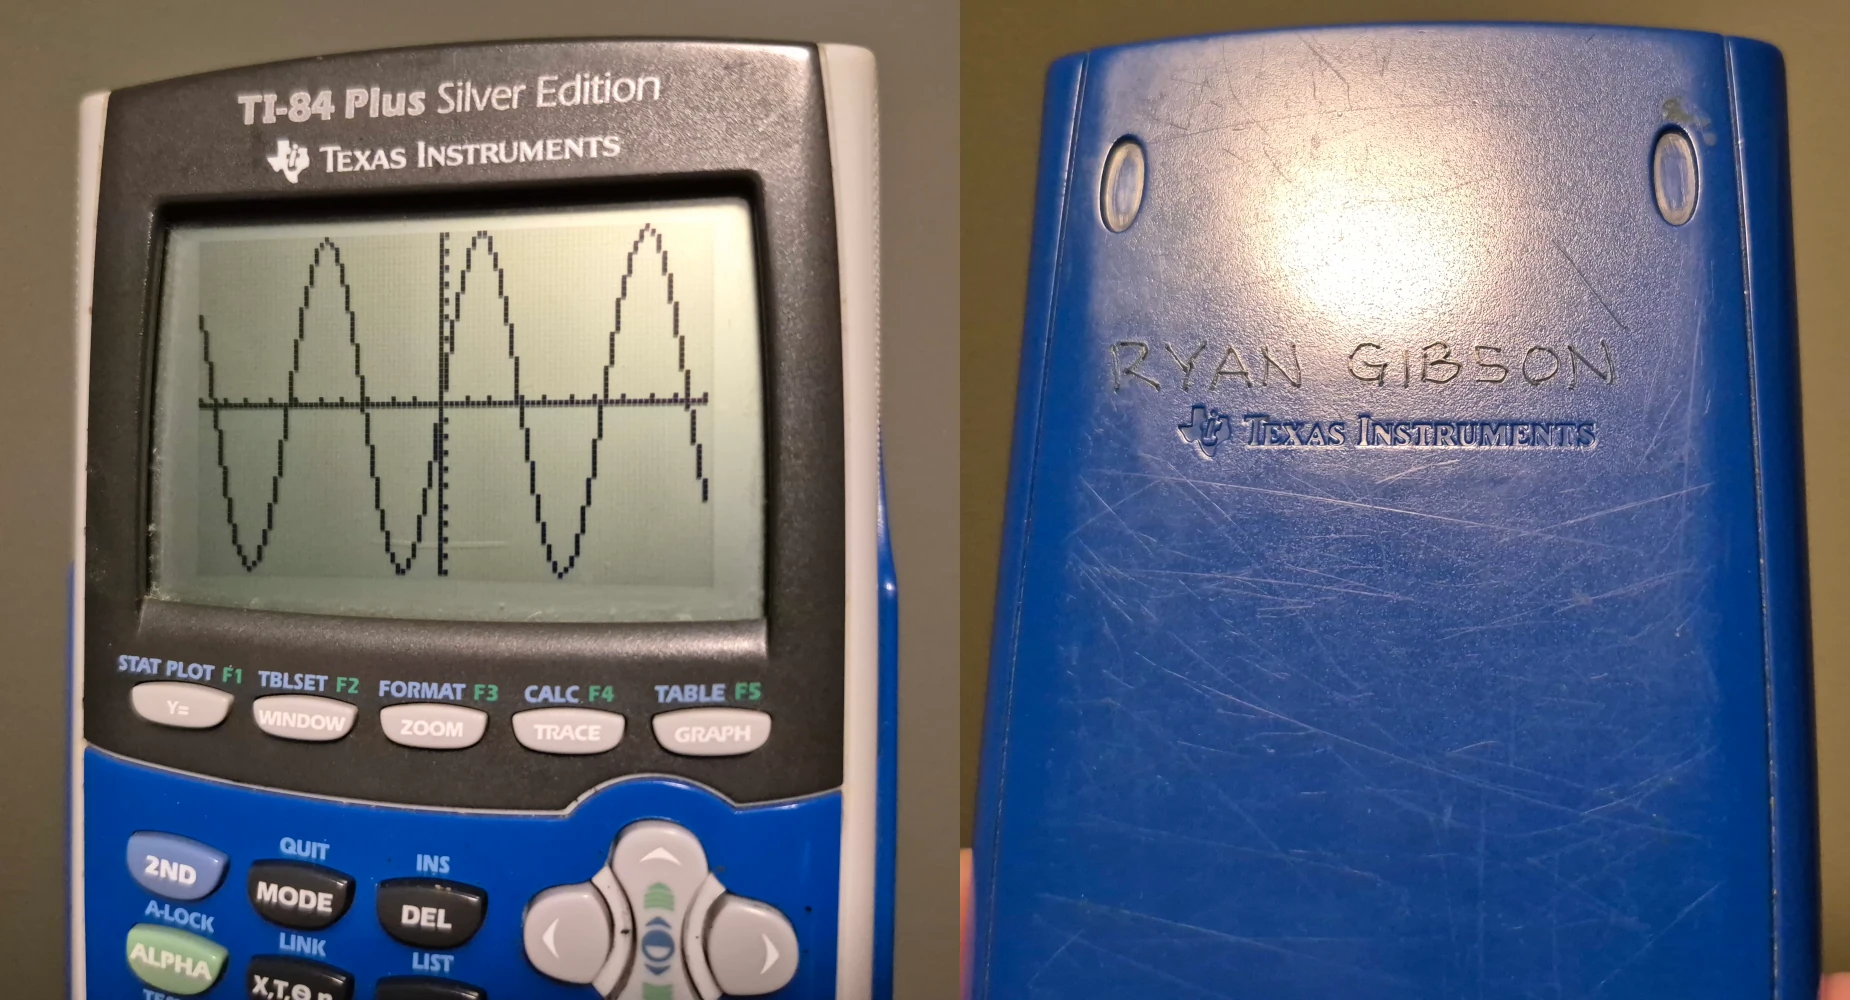 TI-84 Plus Silver Edition
TEXAS INSTRUMENTS
STAT PLOT F1 TBLSET F2 FORMAT F3 CALC F4 TABLE F5
Y= WINDOW ZOOM TRACE GRAPH
QUIT INS
2ND MODE DEL
A-LOCK LINK LIST
ALPHA X,T,Θ,n
RYAN GIBSON
TEXAS INSTRUMENTS